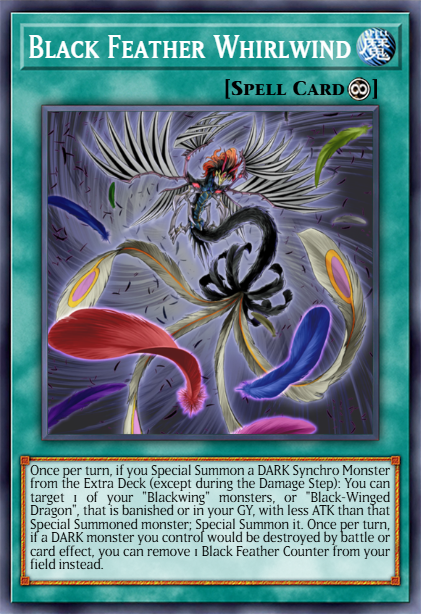 BLACK FEATHER WHIRLWIND 魔
[SPELL CARD]
Once per turn, if you Special Summon a DARK Synchro Monster
from the Extra Deck (except during the Damage Step): You can
target 1 of your "Blackwing" monsters, or "Black-Winged
Dragon", that is banished or in your GY, with less ATK than that
Special Summoned monster; Special Summon it. Once per turn,
if a DARK monster you control would be destroyed by battle or
card effect, you can remove 1 Black Feather Counter from your
field instead.